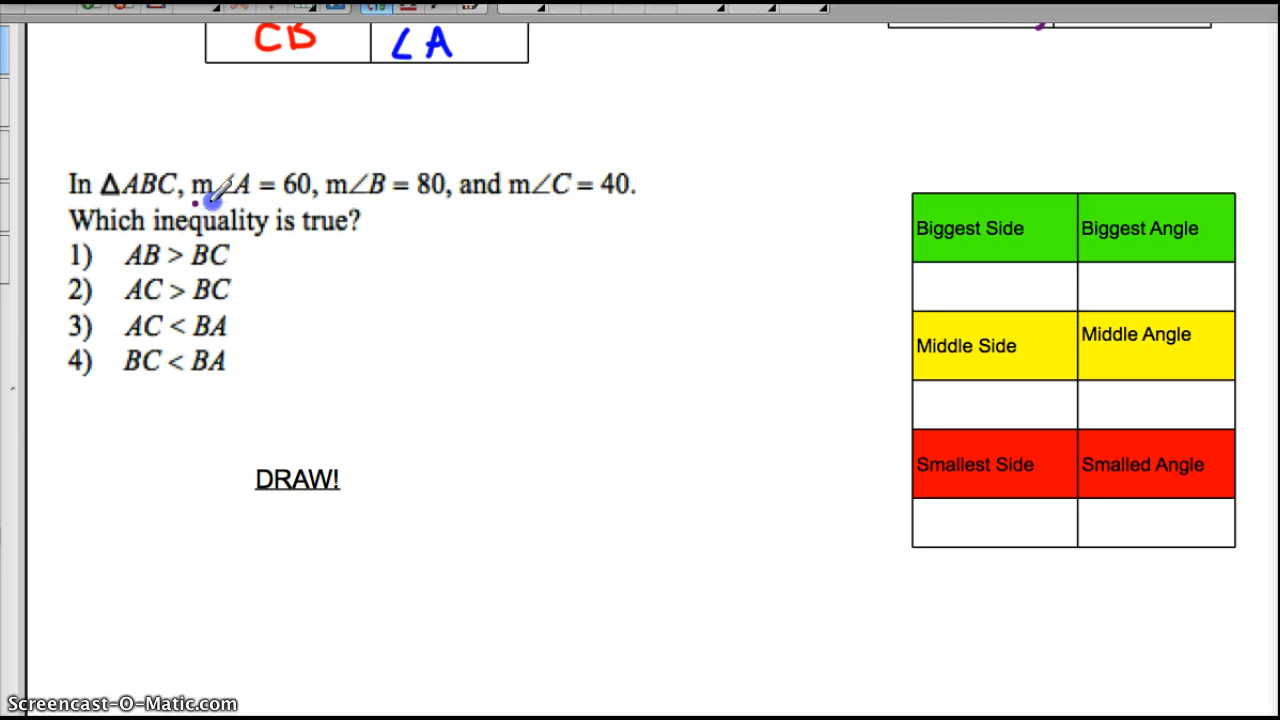 CB ∠A
In ΔABC, m∠A = 60, m∠B = 80, and m∠C = 40.
Which inequality is true?
1) AB > BC
2) AC > BC
3) AC < BA
4) BC < BA
DRAW!
Biggest Side Biggest Angle
Middle Side Middle Angle
Smallest Side Smalled Angle
Screencast-O-Matic.com